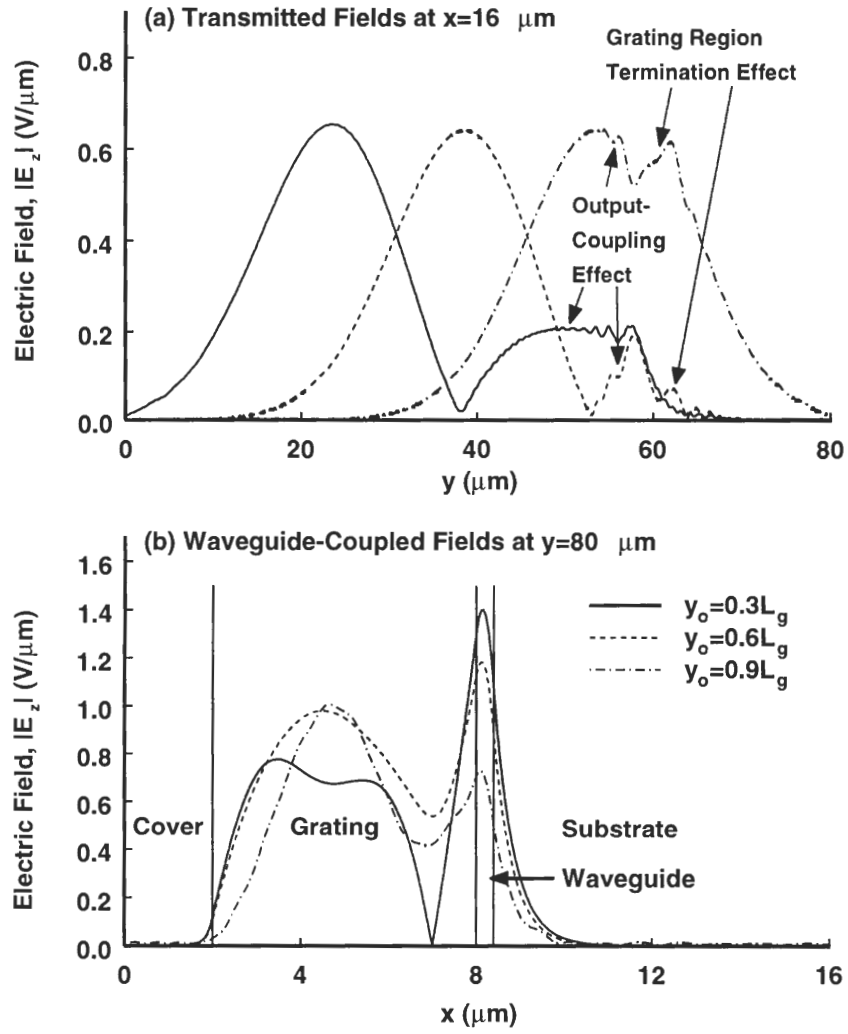 (a) Transmitted Fields at x=16 μm
Grating Region
Termination Effect
Output-
Coupling
Effect
Electric Field, |E_z| (V/μm)
0.8
0.6
0.4
0.2
0.0
0 20 40 60 80
y (μm)
(b) Waveguide-Coupled Fields at y=80 μm
Electric Field, |E_z| (V/μm)
1.6
1.4
1.2
1.0
0.8
0.6
0.4
0.2
0.0
y_o=0.3L_g
y_o=0.6L_g
y_o=0.9L_g
Cover
Grating
Substrate
Waveguide
0 4 8 12 16
x (μm)